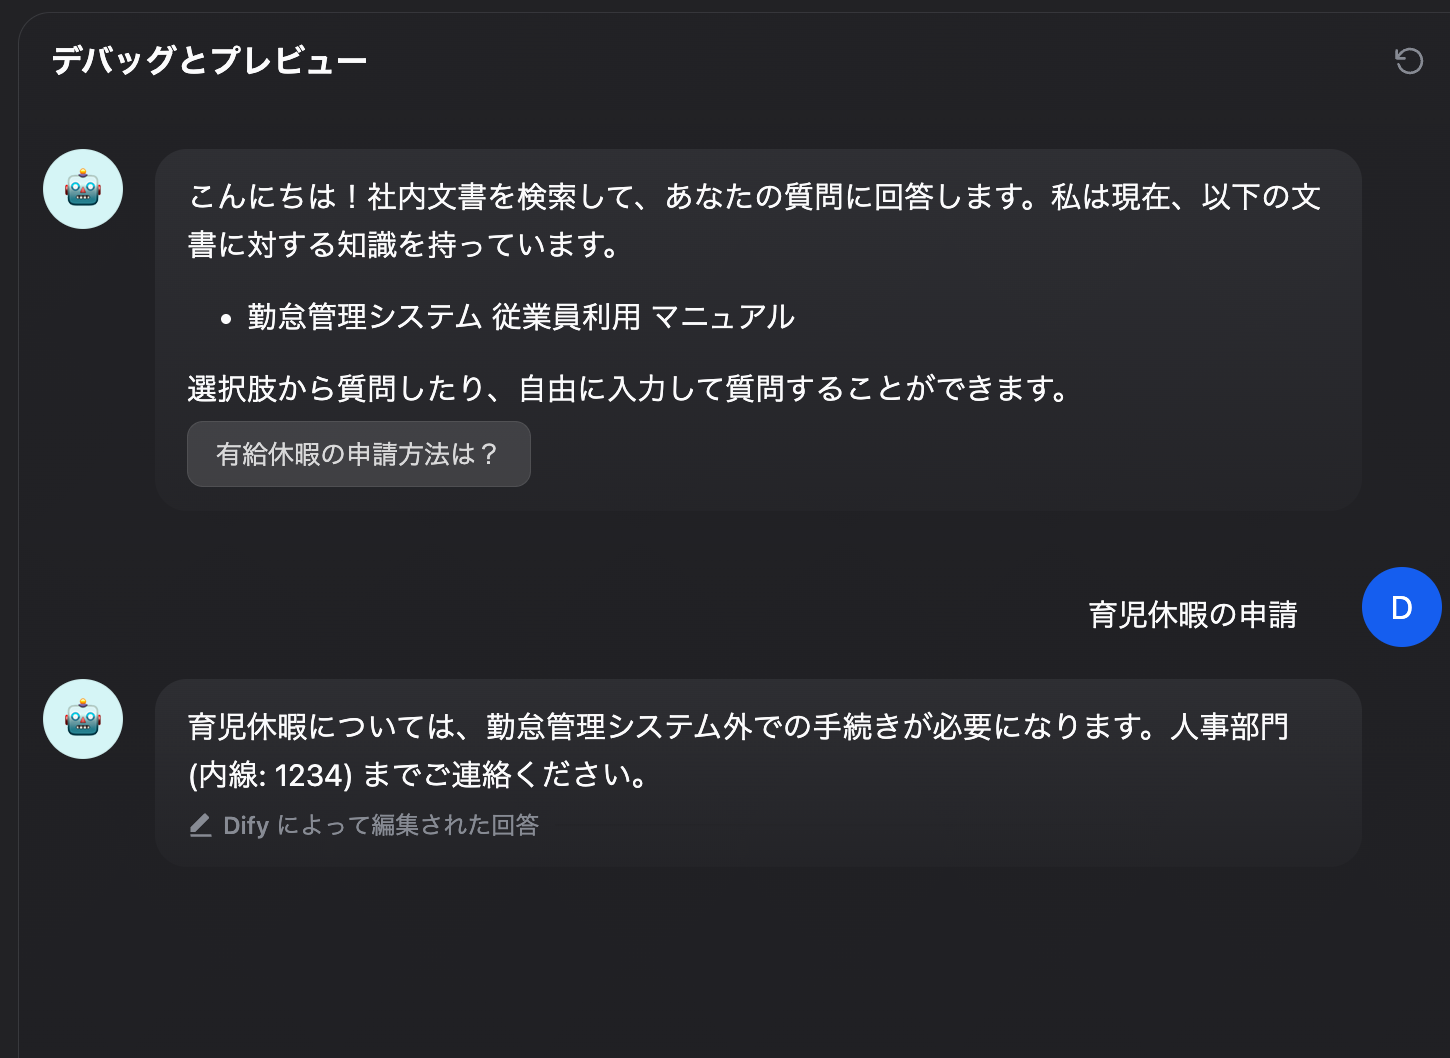 デバッグとプレビュー
こんにちは！社内文書を検索して、あなたの質問に回答します。私は現在、以下の文
書に対する知識を持っています。
• 勤怠管理システム 従業員利用 マニュアル
選択肢から質問したり、自由に入力して質問することができます。
有給休暇の申請方法は？
育児休暇の申請
D
育児休暇については、勤怠管理システム外での手続きが必要になります。人事部門
(内線: 1234) までご連絡ください。
Dify によって編集された回答